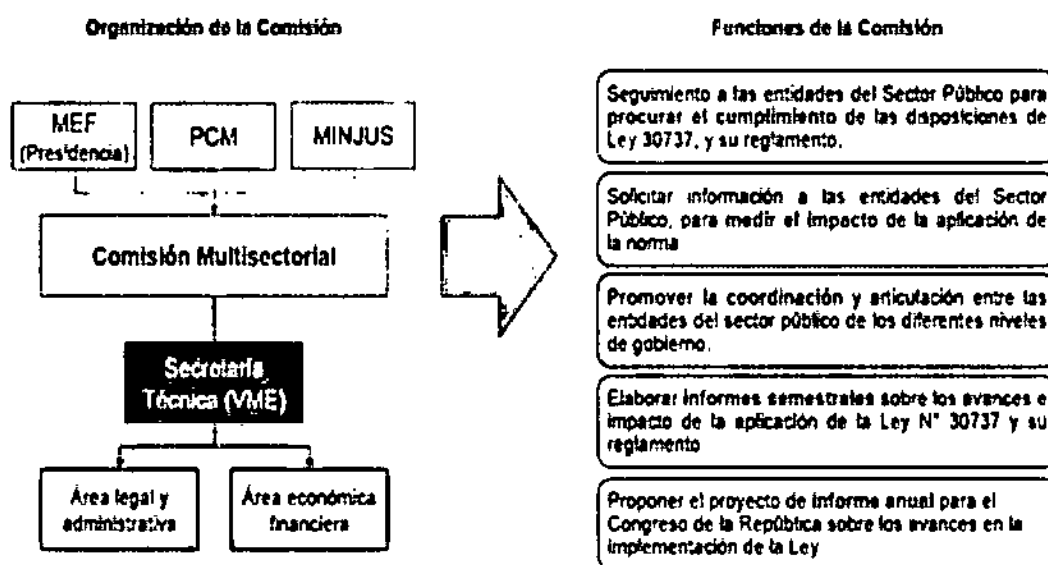 Organización de la Comisión
MEF
(Presidencia)
PCM
MINJUS
Comisión Multisectorial
Secretaría
Técnica (VME)
Área legal y
administrativa
Área económica
financiera
Funciones de la Comisión
Seguimiento a las entidades del Sector Público para
procurar el cumplimiento de las disposiciones de
Ley 30737, y su reglamento.
Solicitar información a las entidades del Sector
Público, para medir el impacto de la aplicación de
la norma
Promover la coordinación y articulación entre las
entidades del sector público de los diferentes niveles
de gobierno.
Elaborar informes semestrales sobre los avances e
impacto de la aplicación de la Ley N° 30737 y su
reglamento
Proponer el proyecto de informe anual para el
Congreso de la República sobre los avances en la
implementación de la Ley